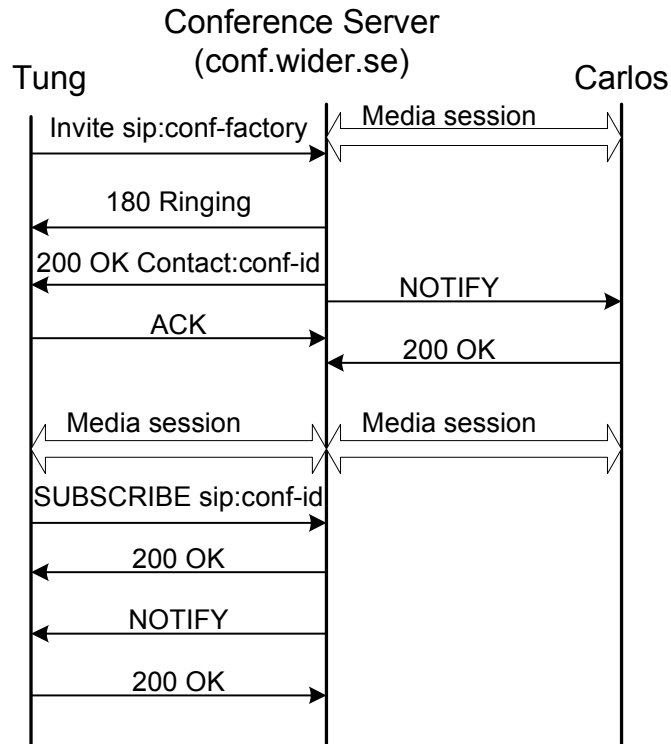 Conference Server
(conf.wider.se)
Tung
Carlos
Invite sip:conf-factory
Media session
180 Ringing
200 OK Contact:conf-id
NOTIFY
ACK
200 OK
Media session
Media session
SUBSCRIBE sip:conf-id
200 OK
NOTIFY
200 OK